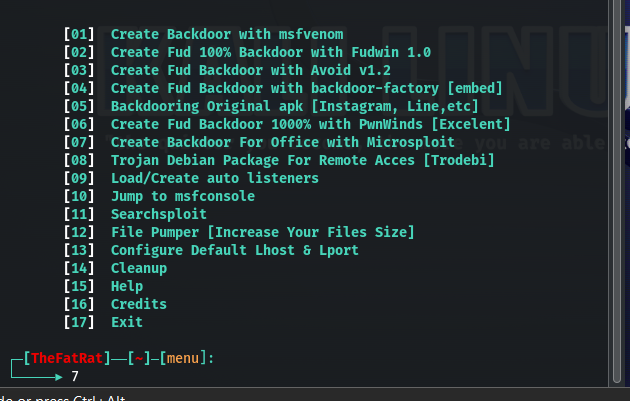 [01] Create Backdoor with msfvenom
[02] Create Fud 100% Backdoor with Fudwin 1.0
[03] Create Fud Backdoor with Avoid v1.2
[04] Create Fud Backdoor with backdoor-factory [embed]
[05] Backdooring Original apk [Instagram, Line,etc]
[06] Create Fud Backdoor 1000% with PwnWinds [Excelent]
[07] Create Backdoor For Office with Microsploit
[08] Trojan Debian Package For Remote Acces [Trodebi]
[09] Load/Create auto listeners
[10] Jump to msfconsole
[11] Searchsploit
[12] File Pumper [Increase Your Files Size]
[13] Configure Default Lhost & Lport
[14] Cleanup
[15] Help
[16] Credits
[17] Exit
[TheFatRat]—[~]-[menu]:
7
or press Ctrl+Alt